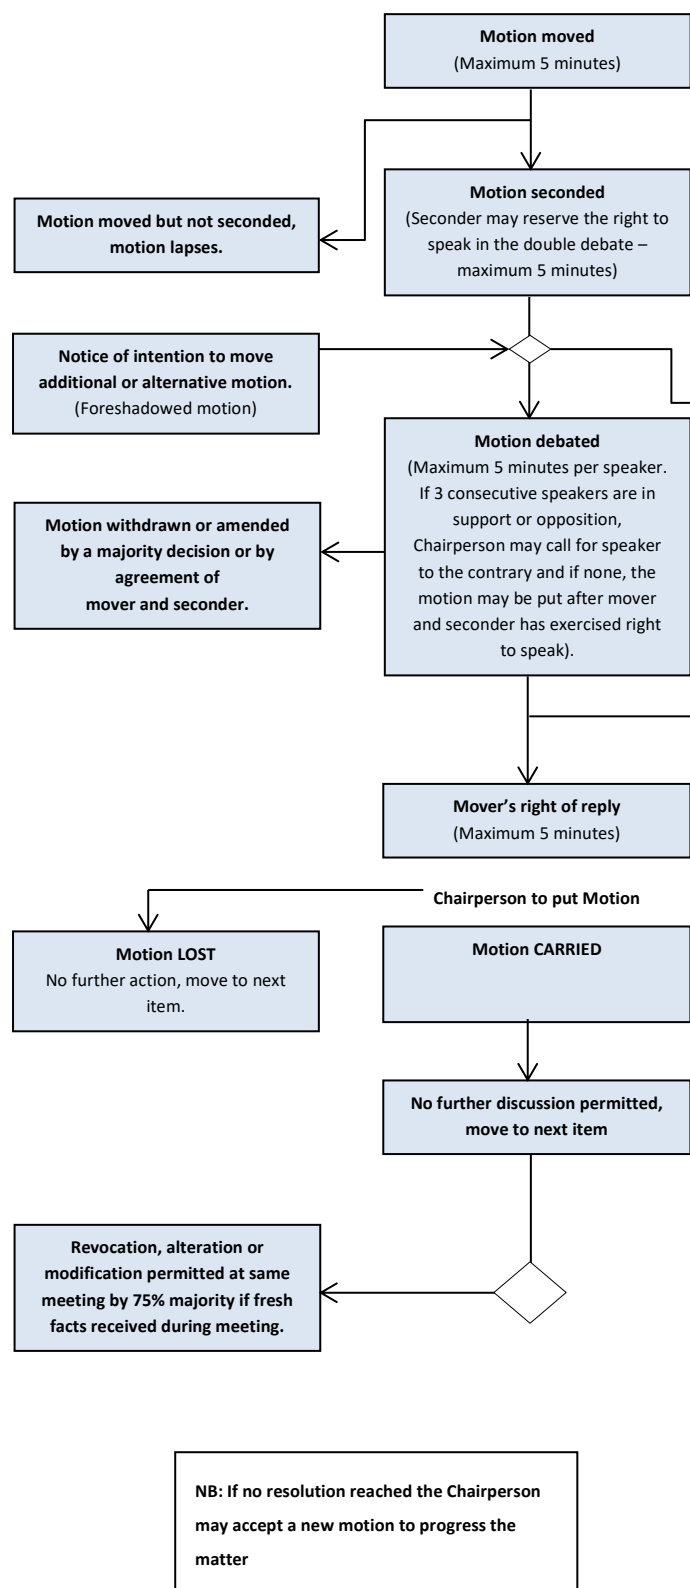 Motion moved
(Maximum 5 minutes)
Motion seconded
(Seconder may reserve the right to
speak in the double debate –
maximum 5 minutes)
Motion moved but not seconded,
motion lapses.
Notice of intention to move
additional or alternative motion.
(Foreshadowed motion)
Motion debated
(Maximum 5 minutes per speaker.
If 3 consecutive speakers are in
support or opposition,
Chairperson may call for speaker
to the contrary and if none, the
motion may be put after mover
and seconder has exercised right
to speak).
Motion withdrawn or amended
by a majority decision or by
agreement of
mover and seconder.
Mover’s right of reply
(Maximum 5 minutes)
Chairperson to put Motion
Motion LOST
No further action, move to next
item.
Motion CARRIED
No further discussion permitted,
move to next item
Revocation, alteration or
modification permitted at same
meeting by 75% majority if fresh
facts received during meeting.
NB: If no resolution reached the Chairperson
may accept a new motion to progress the
matter